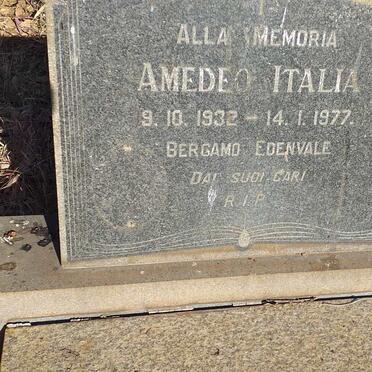 ALLA MEMORIA
AMEDEO ITALIA
9.10.1932 - 14.1.1977.
BERGAMO EDENVALE
DAI SUOI CARI
R.I.P